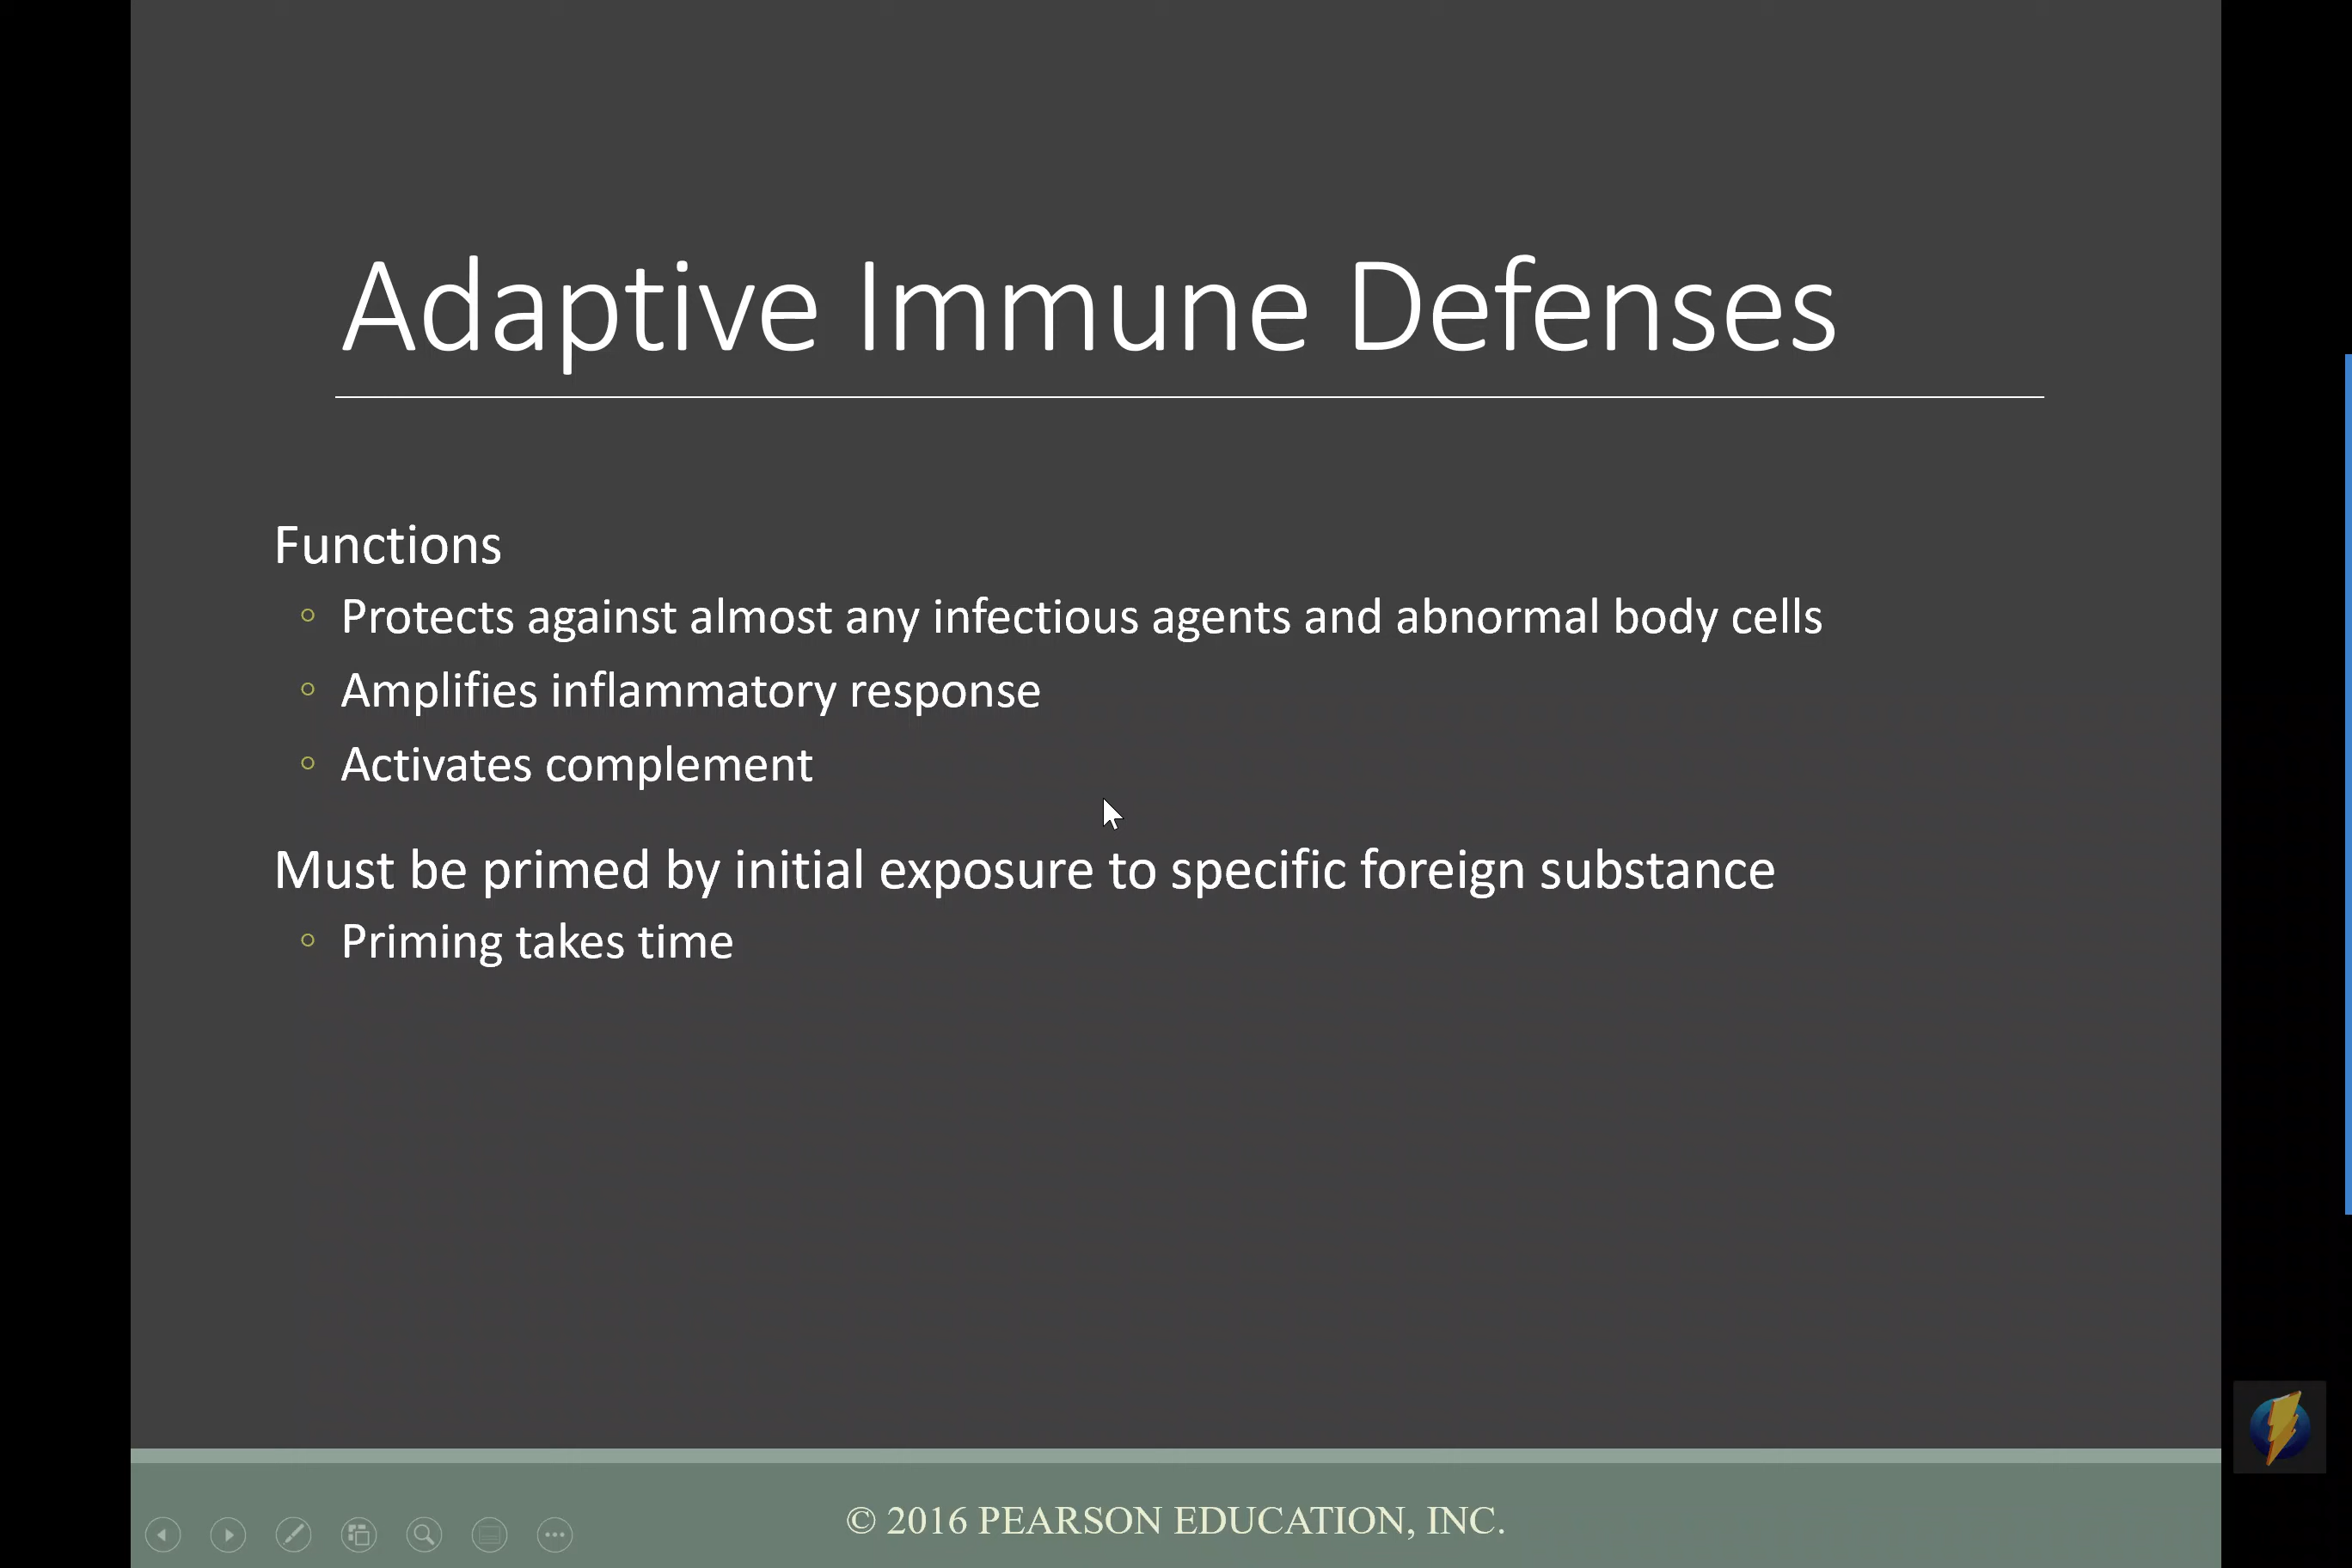 Adaptive Immune Defenses
Functions
Protects against almost any infectious agents and abnormal body cells
Amplifies inflammatory response
Activates complement
Must be primed by initial exposure to specific foreign substance
Priming takes time
© 2016 PEARSON EDUCATION, INC.